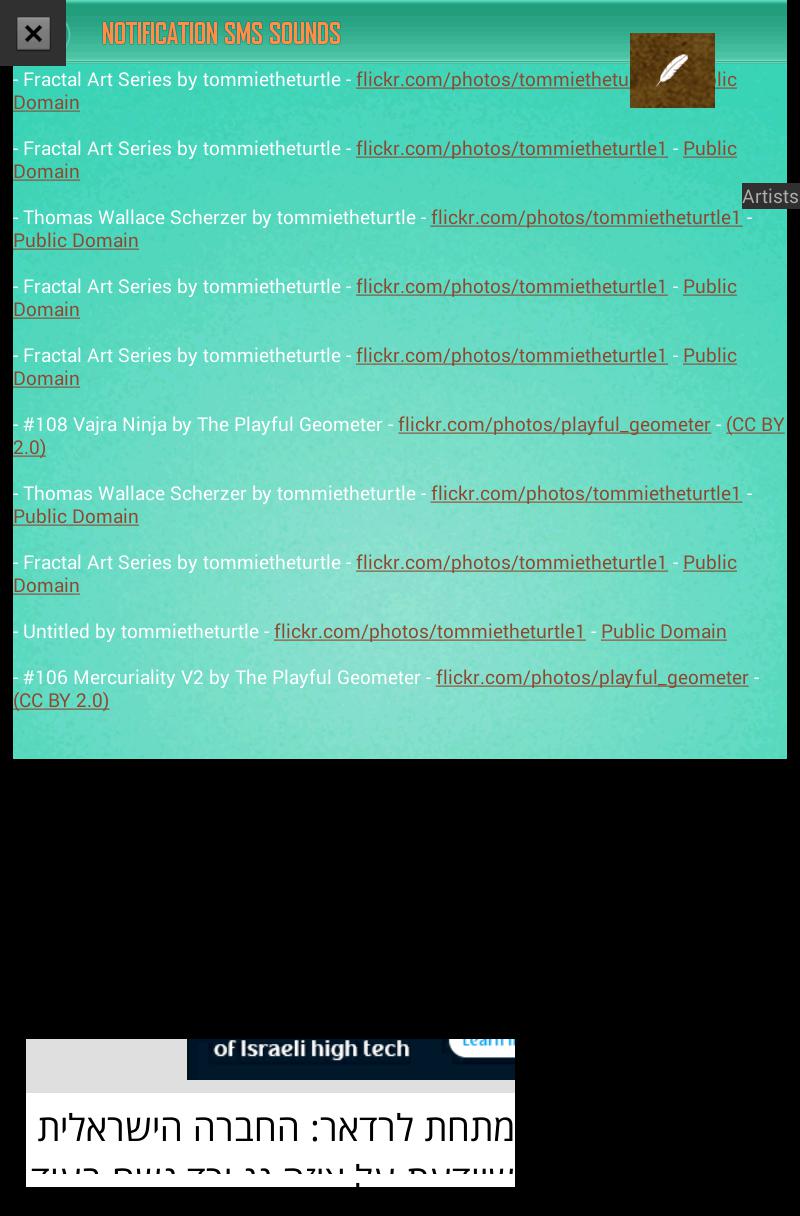 NOTIFICATION SMS SOUNDS
- Fractal Art Series by tommietheturtle - flickr.com/photos/tommiethetu lic
Domain
- Fractal Art Series by tommietheturtle - flickr.com/photos/tommietheturtle1 - Public
Domain
Artists
- Thomas Wallace Scherzer by tommietheturtle - flickr.com/photos/tommietheturtle1 -
Public Domain
- Fractal Art Series by tommietheturtle - flickr.com/photos/tommietheturtle1 - Public
Domain
- Fractal Art Series by tommietheturtle - flickr.com/photos/tommietheturtle1 - Public
Domain
- #108 Vajra Ninja by The Playful Geometer - flickr.com/photos/playful_geometer - (CC BY
2.0)
- Thomas Wallace Scherzer by tommietheturtle - flickr.com/photos/tommietheturtle1 -
Public Domain
- Fractal Art Series by tommietheturtle - flickr.com/photos/tommietheturtle1 - Public
Domain
- Untitled by tommietheturtle - flickr.com/photos/tommietheturtle1 - Public Domain
- #106 Mercuriality V2 by The Playful Geometer - flickr.com/photos/playful_geometer -
(CC BY 2.0)
of Israeli high tech
Learn
מתחת לרדאר: החברה הישראלית